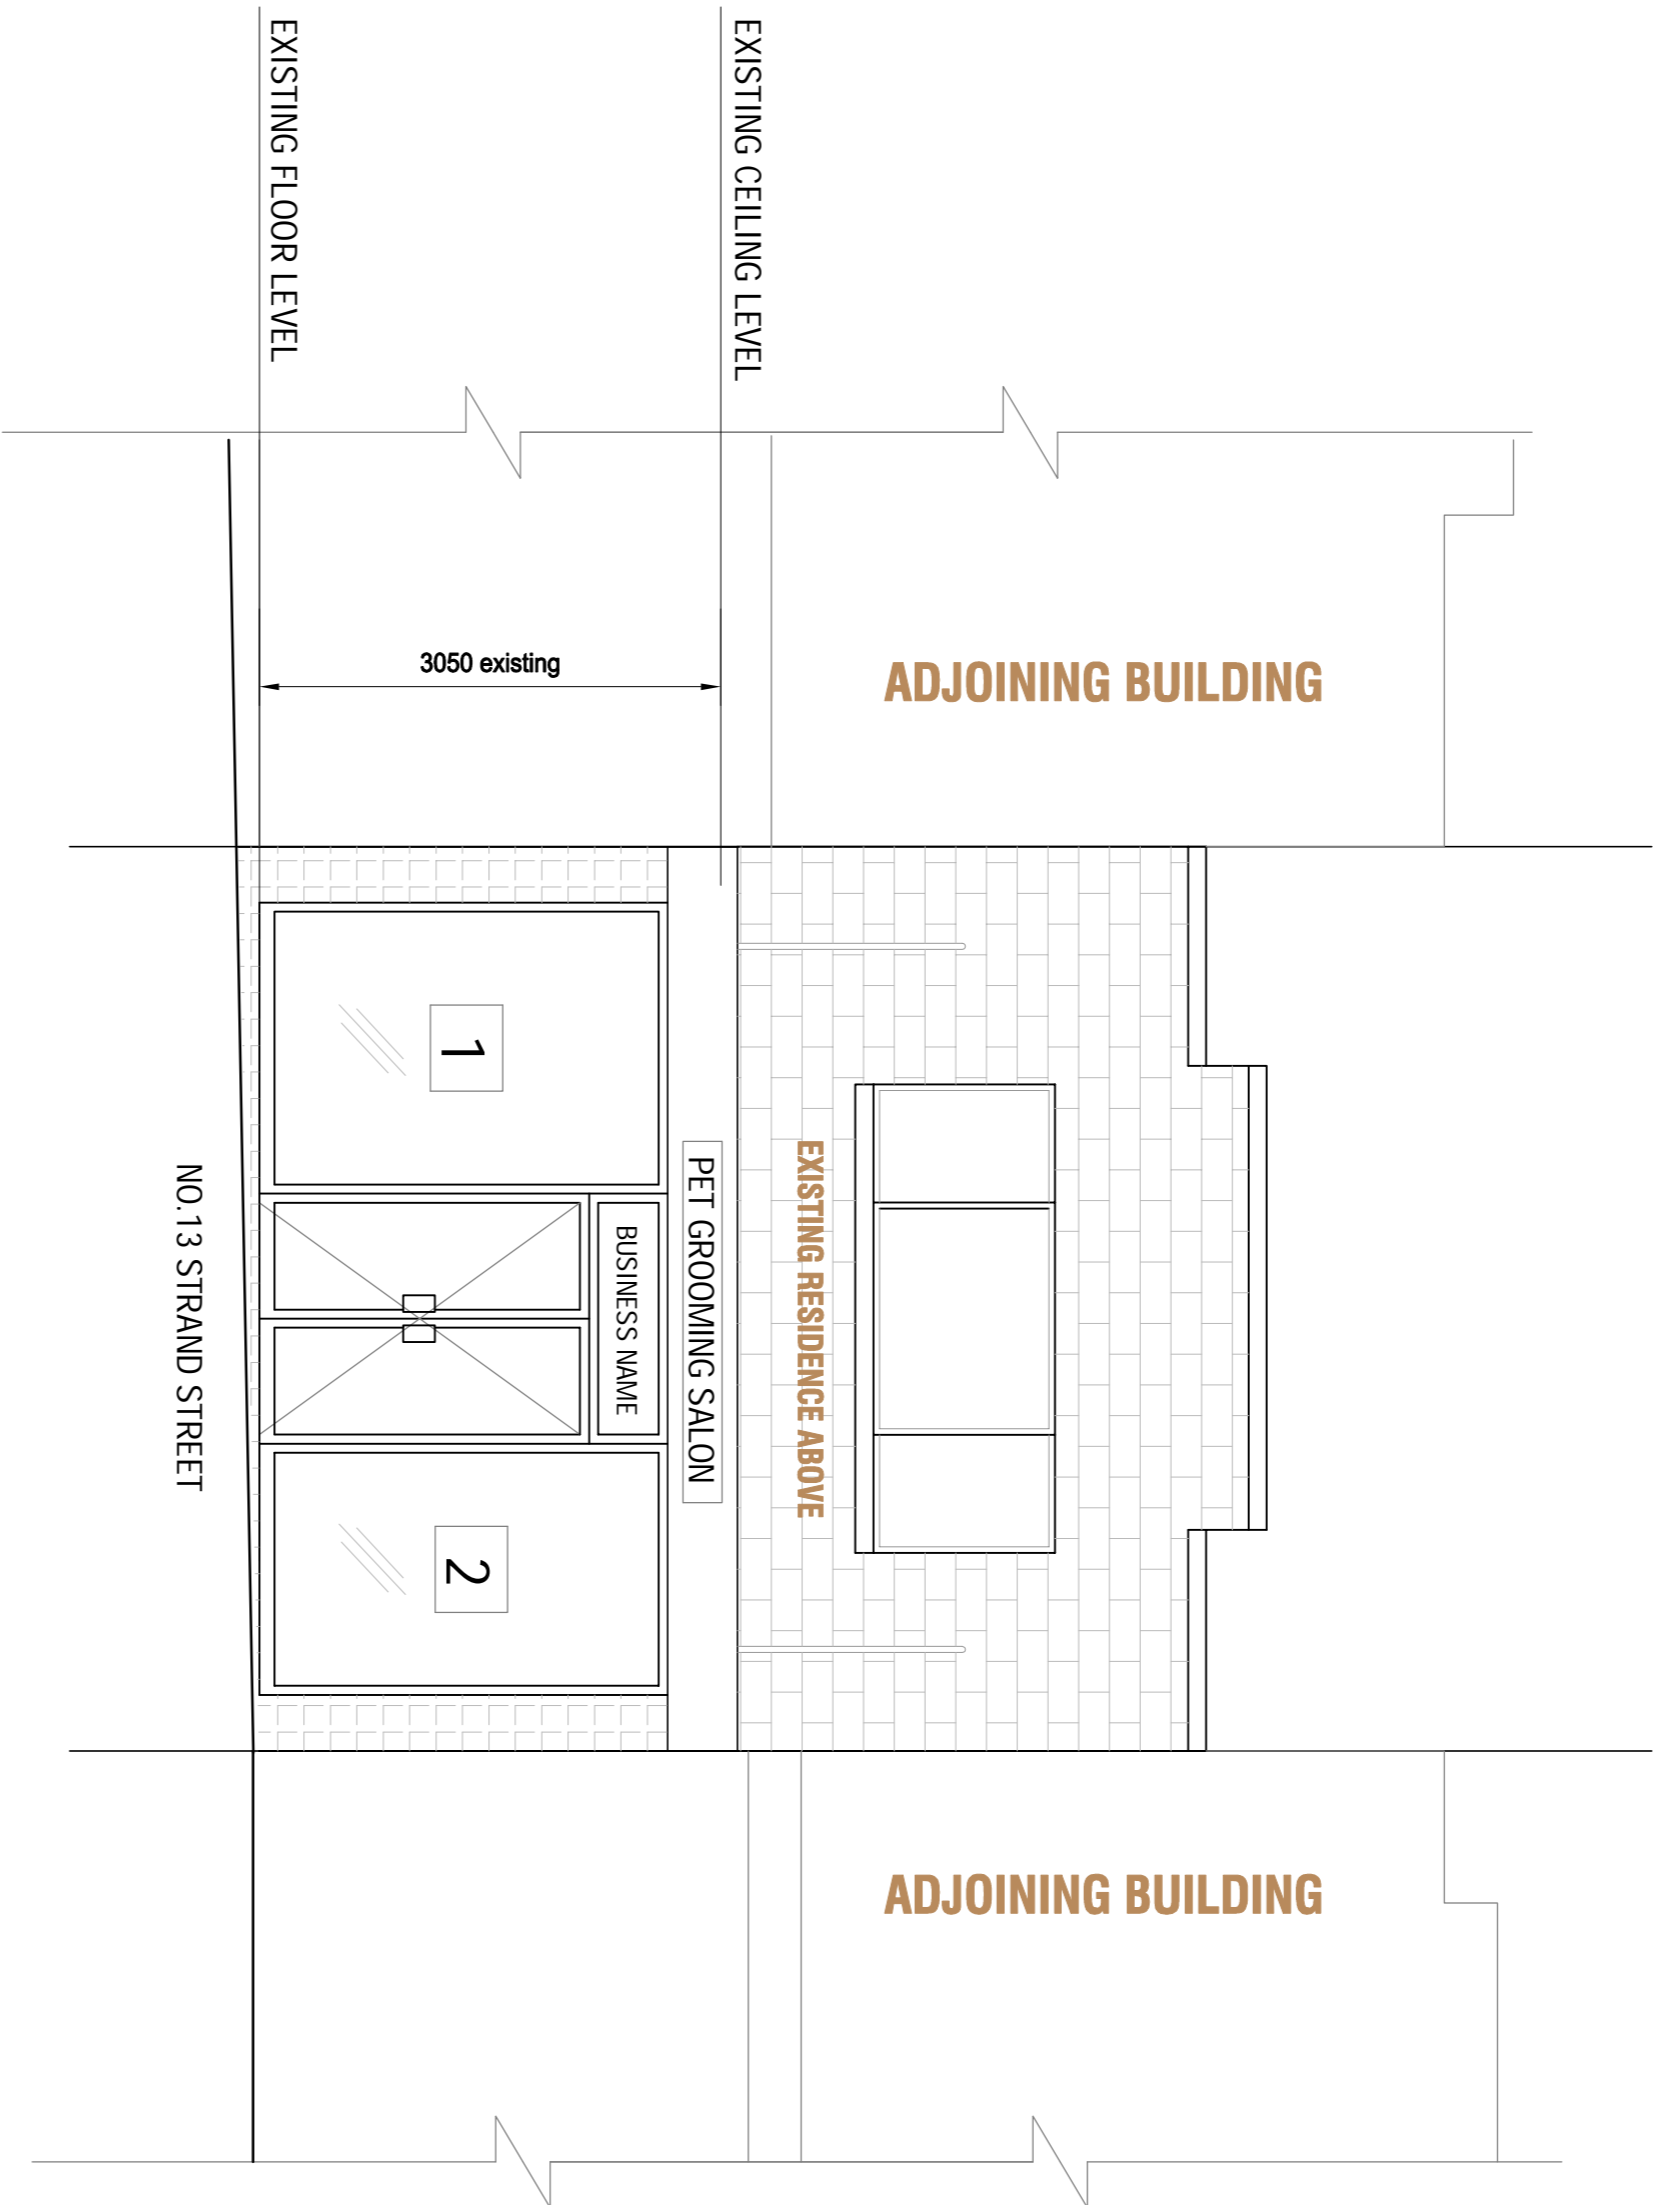 ADJOINING BUILDING
ADJOINING BUILDING
EXISTING CEILING LEVEL
EXISTING RESIDENCE ABOVE
PET GROOMING SALON
3050 existing
BUSINESS NAME
1
2
EXISTING FLOOR LEVEL
NO.13 STRAND STREET